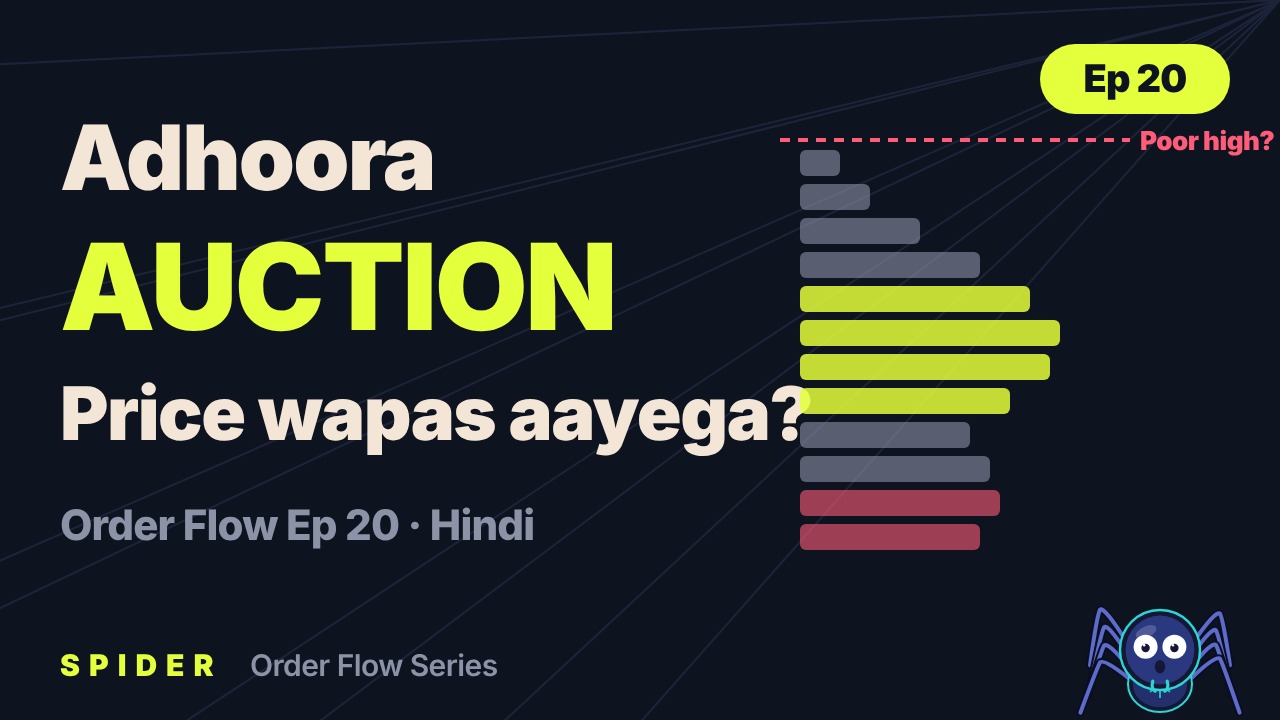 Ep 20
Poor high?
Adhoora
AUCTION
Price wapas aayega?
Order Flow Ep 20 · Hindi
SPIDER Order Flow Series